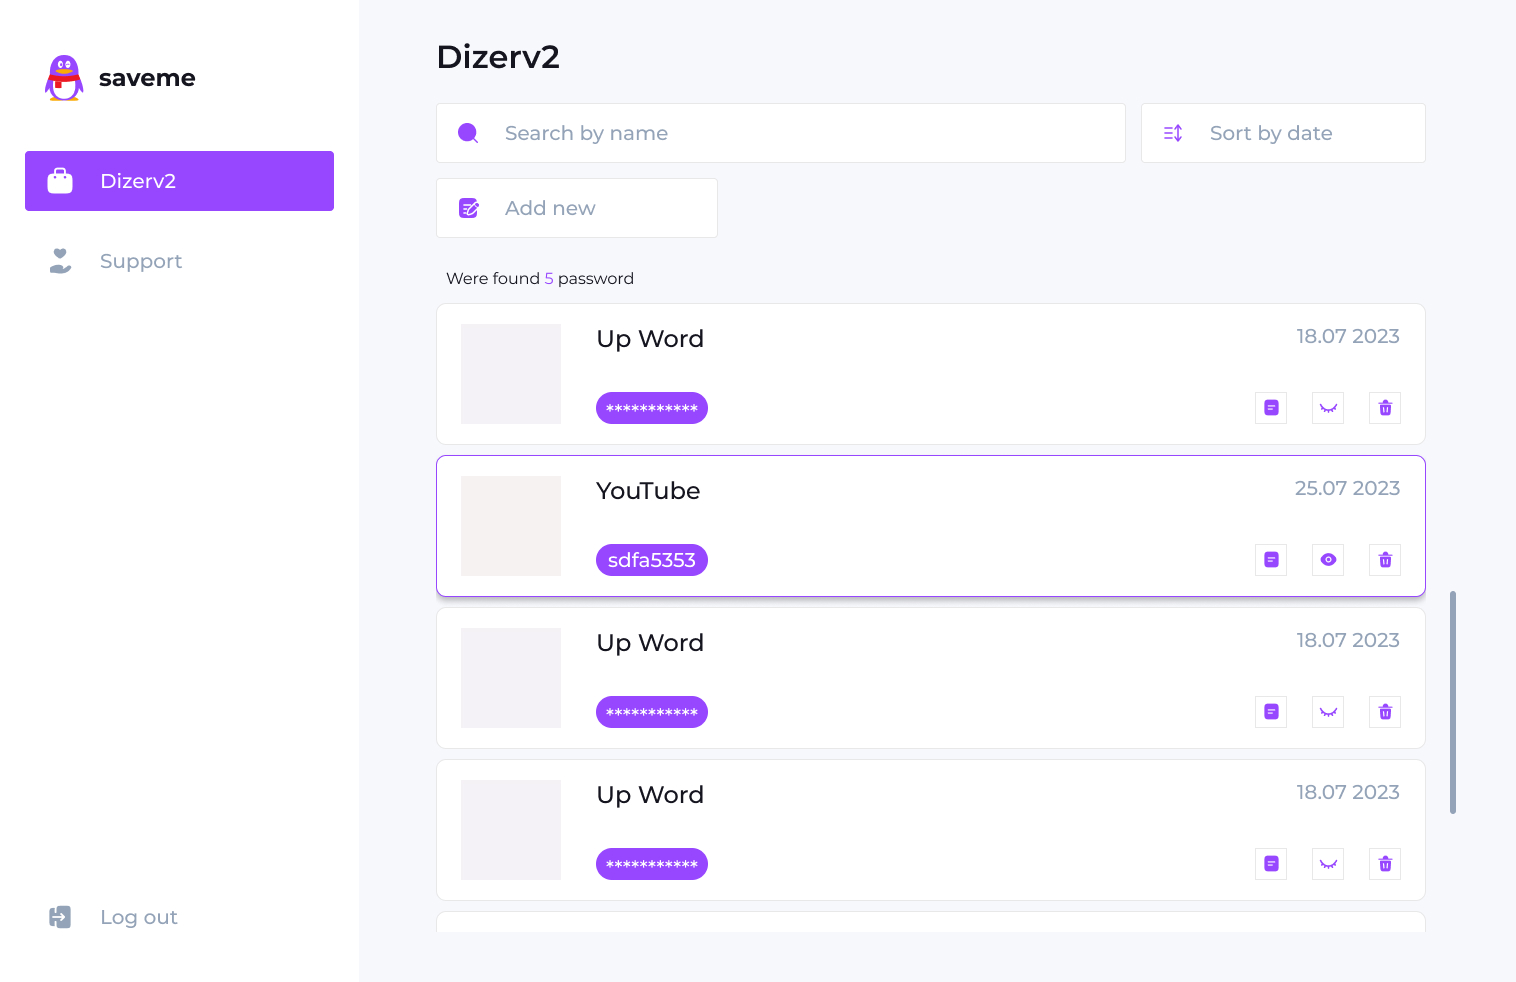 saveme
Dizerv2
Support
Log out
Dizerv2
Search by name
Sort by date
Add new
Were found 5 password
Up Word
18.07 2023
***********
YouTube
25.07 2023
sdfa5353
Up Word
18.07 2023
***********
Up Word
18.07 2023
***********